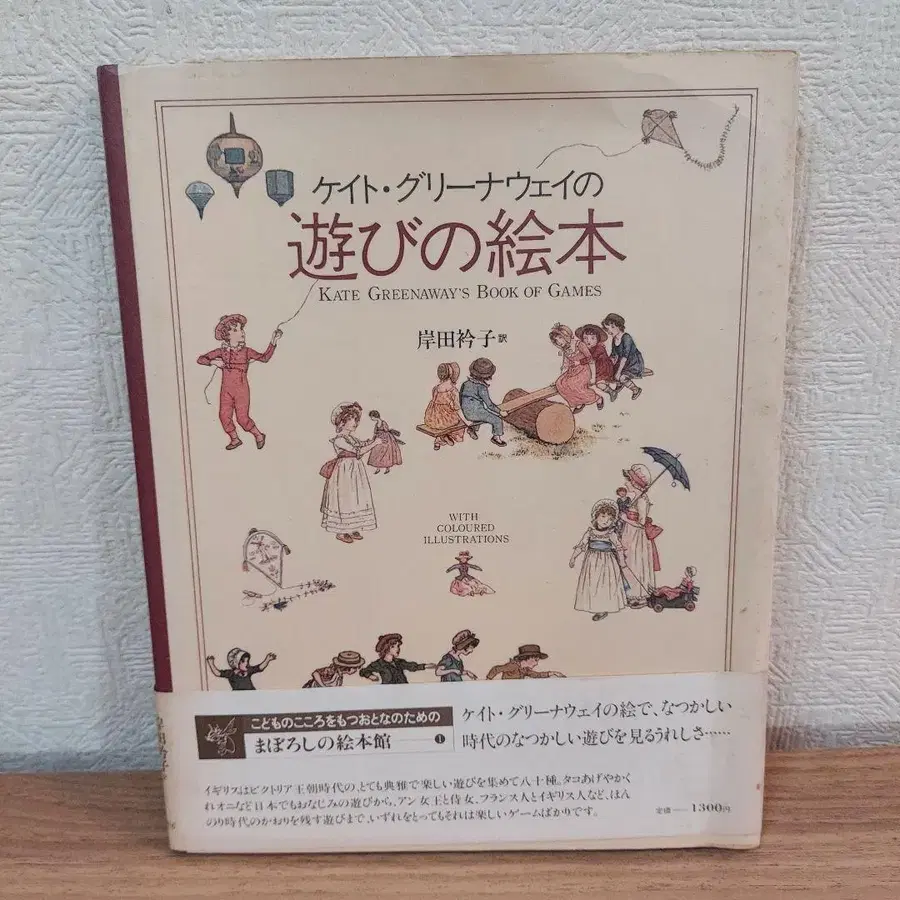 ケイト・グリーナウェイの
遊びの絵本
KATE GREENAWAY'S BOOK OF GAMES
岸田衿子訳
WITH
COLOURED
ILLUSTRATIONS
こどものこころをもつおとなのための
まぼろしの絵本館——1
ケイト・グリーナウェイの絵で、なつかしい
時代のなつかしい遊びを見るうれしさ……
イギリスはビクトリア王朝時代の、とても典雅で楽しい遊びを集めて八十種。タコあげやかく
れオニなど日本でもおなじみの遊びから、アン女王と侍女、フランス人とイギリス人など、ほん
のり時代のかおりを残す遊びまで、いずれをとってもそれは楽しいゲームばかりです。
定価——1300円